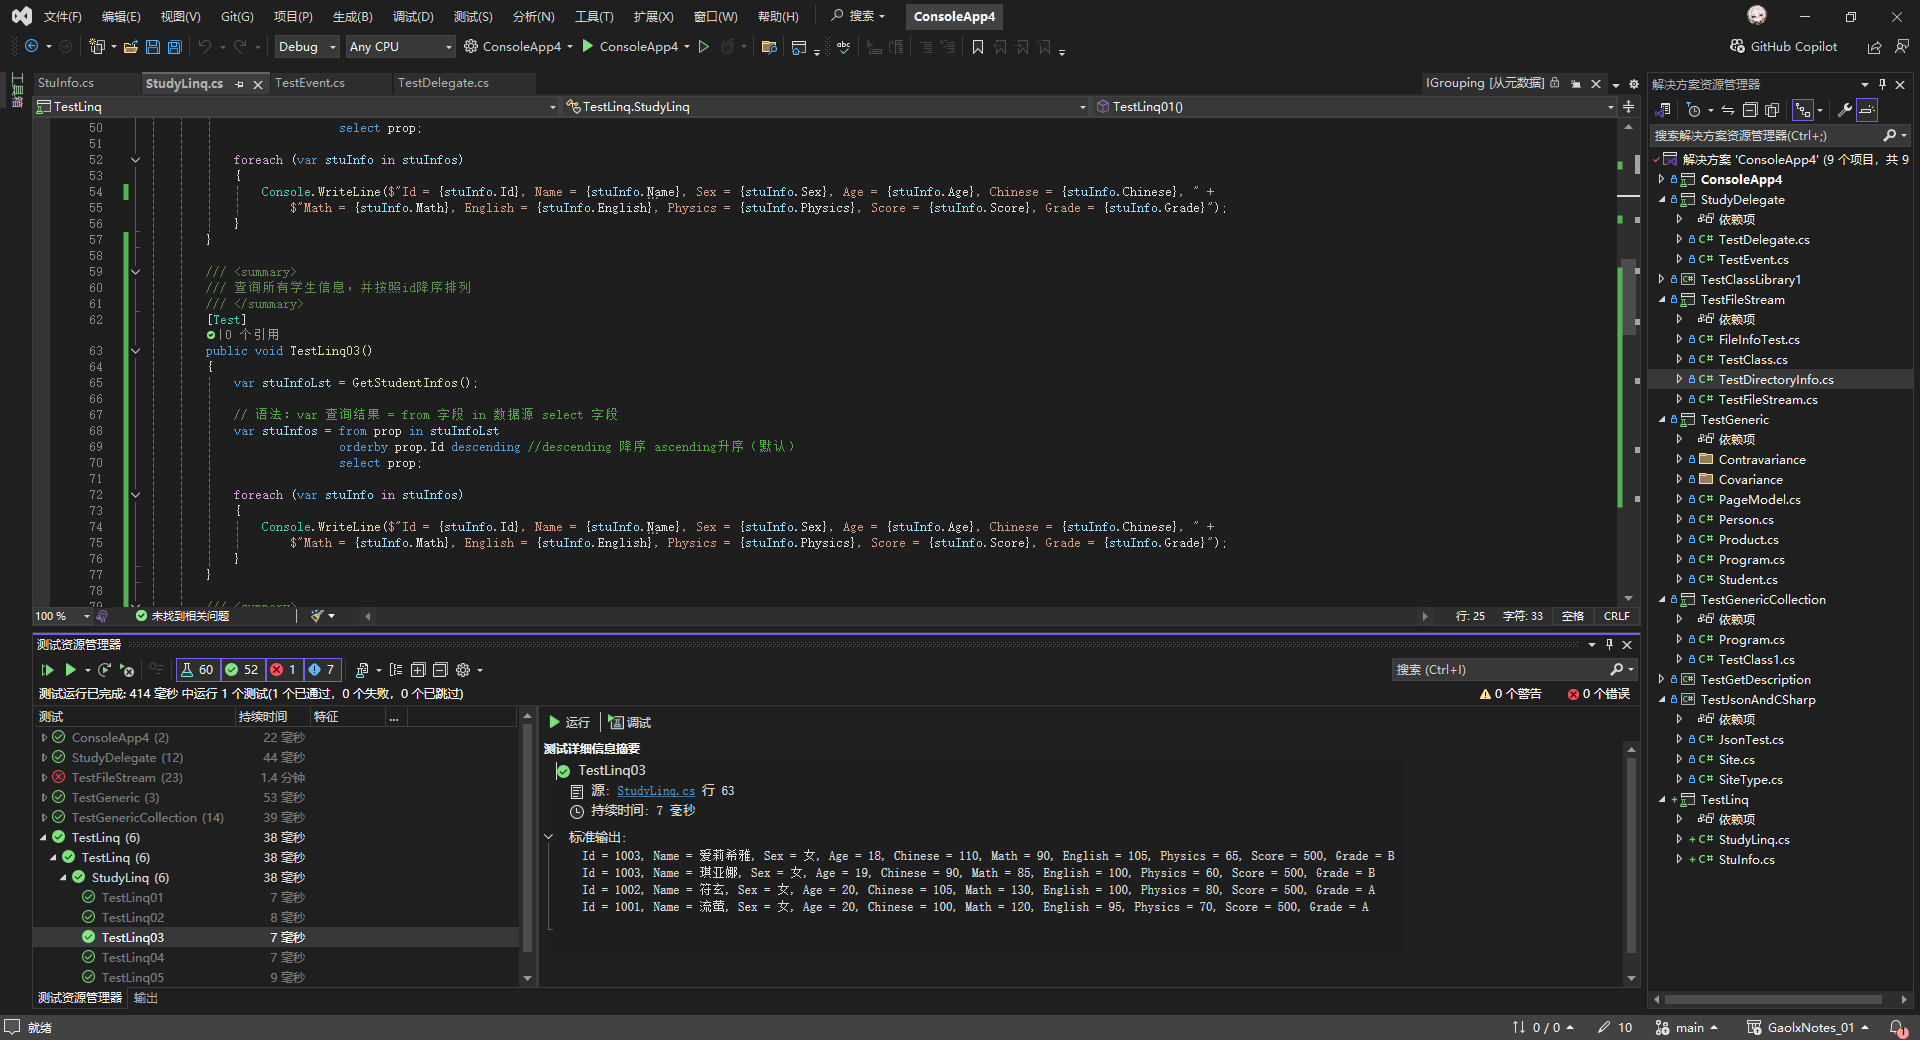 文件(F) 编辑(E) 视图(V) Git(G) 项目(P) 生成(B) 调试(D) 测试(S) 分析(N) 工具(T) 扩展(X) 窗口(W) 帮助(H) 搜索 ConsoleApp4
Debug Any CPU ConsoleApp4 ConsoleApp4 GitHub Copilot
工具箱
StuInfo.cs StudyLinq.cs TestEvent.cs TestDelegate.cs IGrouping [从元数据]
TestLinq TestLinq.StudyLinq TestLinq01()
50 select prop;
51
52 foreach (var stuInfo in stuInfos)
53 {
54 Console.WriteLine($"Id = {stuInfo.Id}, Name = {stuInfo.Name}, Sex = {stuInfo.Sex}, Age = {stuInfo.Age}, Chinese = {stuInfo.Chinese}, " +
55 $"Math = {stuInfo.Math}, English = {stuInfo.English}, Physics = {stuInfo.Physics}, Score = {stuInfo.Score}, Grade = {stuInfo.Grade}");
56 }
57 }
58
59 /// <summary>
60 /// 查询所有学生信息，并按照id降序排列
61 /// </summary>
62 [Test]
|0 个引用
63 public void TestLinq03()
64 {
65 var stuInfoLst = GetStudentInfos();
66
67 // 语法：var 查询结果 = from 字段 in 数据源 select 字段
68 var stuInfos = from prop in stuInfoLst
69 orderby prop.Id descending //descending 降序 ascending升序（默认）
70 select prop;
71
72 foreach (var stuInfo in stuInfos)
73 {
74 Console.WriteLine($"Id = {stuInfo.Id}, Name = {stuInfo.Name}, Sex = {stuInfo.Sex}, Age = {stuInfo.Age}, Chinese = {stuInfo.Chinese}, " +
75 $"Math = {stuInfo.Math}, English = {stuInfo.English}, Physics = {stuInfo.Physics}, Score = {stuInfo.Score}, Grade = {stuInfo.Grade}");
76 }
77 }
78
79 /// <summary>
100 % 未找到相关问题 行: 25 字符: 33 空格 CRLF
测试资源管理器
60 52 1 7 搜索 (Ctrl+I)
测试运行已完成: 414 毫秒 中运行 1 个测试(1 个已通过，0 个失败，0 个已跳过) 0 个警告 0 个错误
测试 持续时间 特征 ...
ConsoleApp4 (2) 22 毫秒
StudyDelegate (12) 44 毫秒
TestFileStream (23) 1.4 分钟
TestGeneric (3) 53 毫秒
TestGenericCollection (14) 39 毫秒
TestLinq (6) 38 毫秒
TestLinq (6) 38 毫秒
StudyLinq (6) 38 毫秒
TestLinq01 7 毫秒
TestLinq02 8 毫秒
TestLinq03 7 毫秒
TestLinq04 7 毫秒
TestLinq05 9 毫秒
运行 调试
测试详细信息摘要
TestLinq03
源: StudyLinq.cs 行 63
持续时间: 7 毫秒
标准输出:
Id = 1003, Name = 爱莉希雅, Sex = 女, Age = 18, Chinese = 110, Math = 90, English = 105, Physics = 65, Score = 500, Grade = B
Id = 1003, Name = 琪亚娜, Sex = 女, Age = 19, Chinese = 90, Math = 85, English = 100, Physics = 60, Score = 500, Grade = B
Id = 1002, Name = 符玄, Sex = 女, Age = 20, Chinese = 105, Math = 130, English = 100, Physics = 80, Score = 500, Grade = A
Id = 1001, Name = 流萤, Sex = 女, Age = 20, Chinese = 100, Math = 120, English = 95, Physics = 70, Score = 500, Grade = A
测试资源管理器 输出
解决方案资源管理器
搜索解决方案资源管理器(Ctrl+;)
解决方案 'ConsoleApp4' (9 个项目，共 9
ConsoleApp4
StudyDelegate
依赖项
C# TestDelegate.cs
C# TestEvent.cs
TestClassLibrary1
TestFileStream
依赖项
C# FileInfoTest.cs
C# TestClass.cs
C# TestDirectoryInfo.cs
C# TestFileStream.cs
TestGeneric
依赖项
Contravariance
Covariance
C# PageModel.cs
C# Person.cs
C# Product.cs
C# Program.cs
C# Student.cs
TestGenericCollection
依赖项
C# Program.cs
C# TestClass1.cs
TestGetDescription
TestJsonAndCSharp
依赖项
C# JsonTest.cs
C# Site.cs
C# SiteType.cs
TestLinq
依赖项
C# StudyLinq.cs
C# StuInfo.cs
就绪 0 / 0 10 main GaolxNotes_01 1